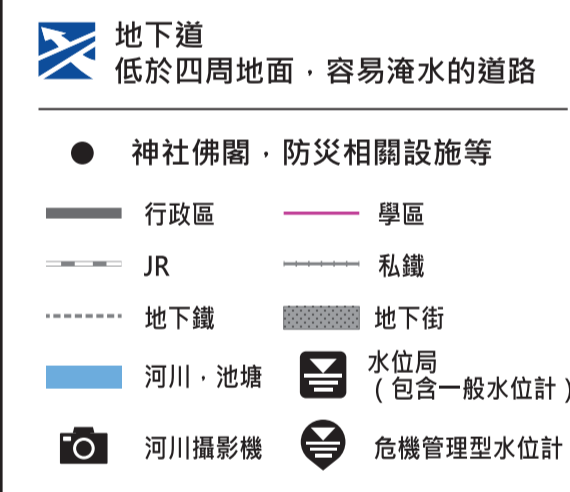 地下道
低於四周地面，容易淹水的道路
神社佛閣，防災相關設施等
行政區
學區
JR
私鐵
地下鐵
地下街
河川，池塘
水位局
（包含一般水位計）
河川攝影機
危機管理型水位計